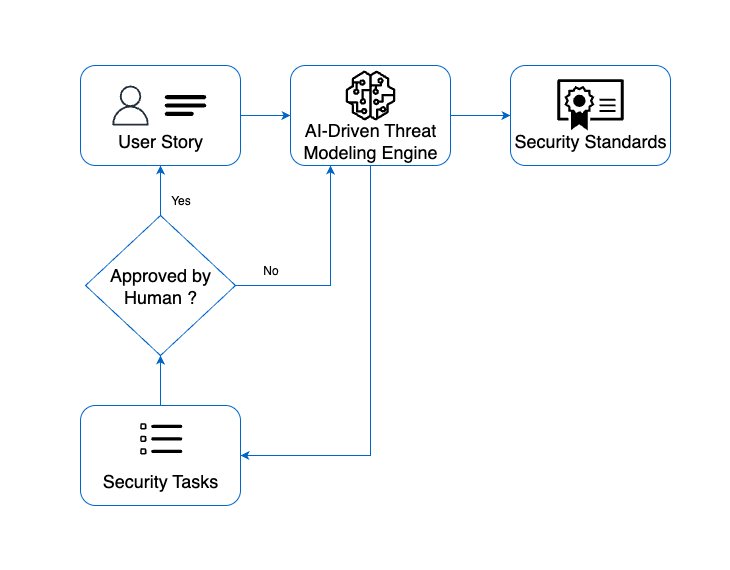 User Story
AI-Driven Threat
Modeling Engine
Security Standards
Yes
Approved by
Human ?
No
Security Tasks